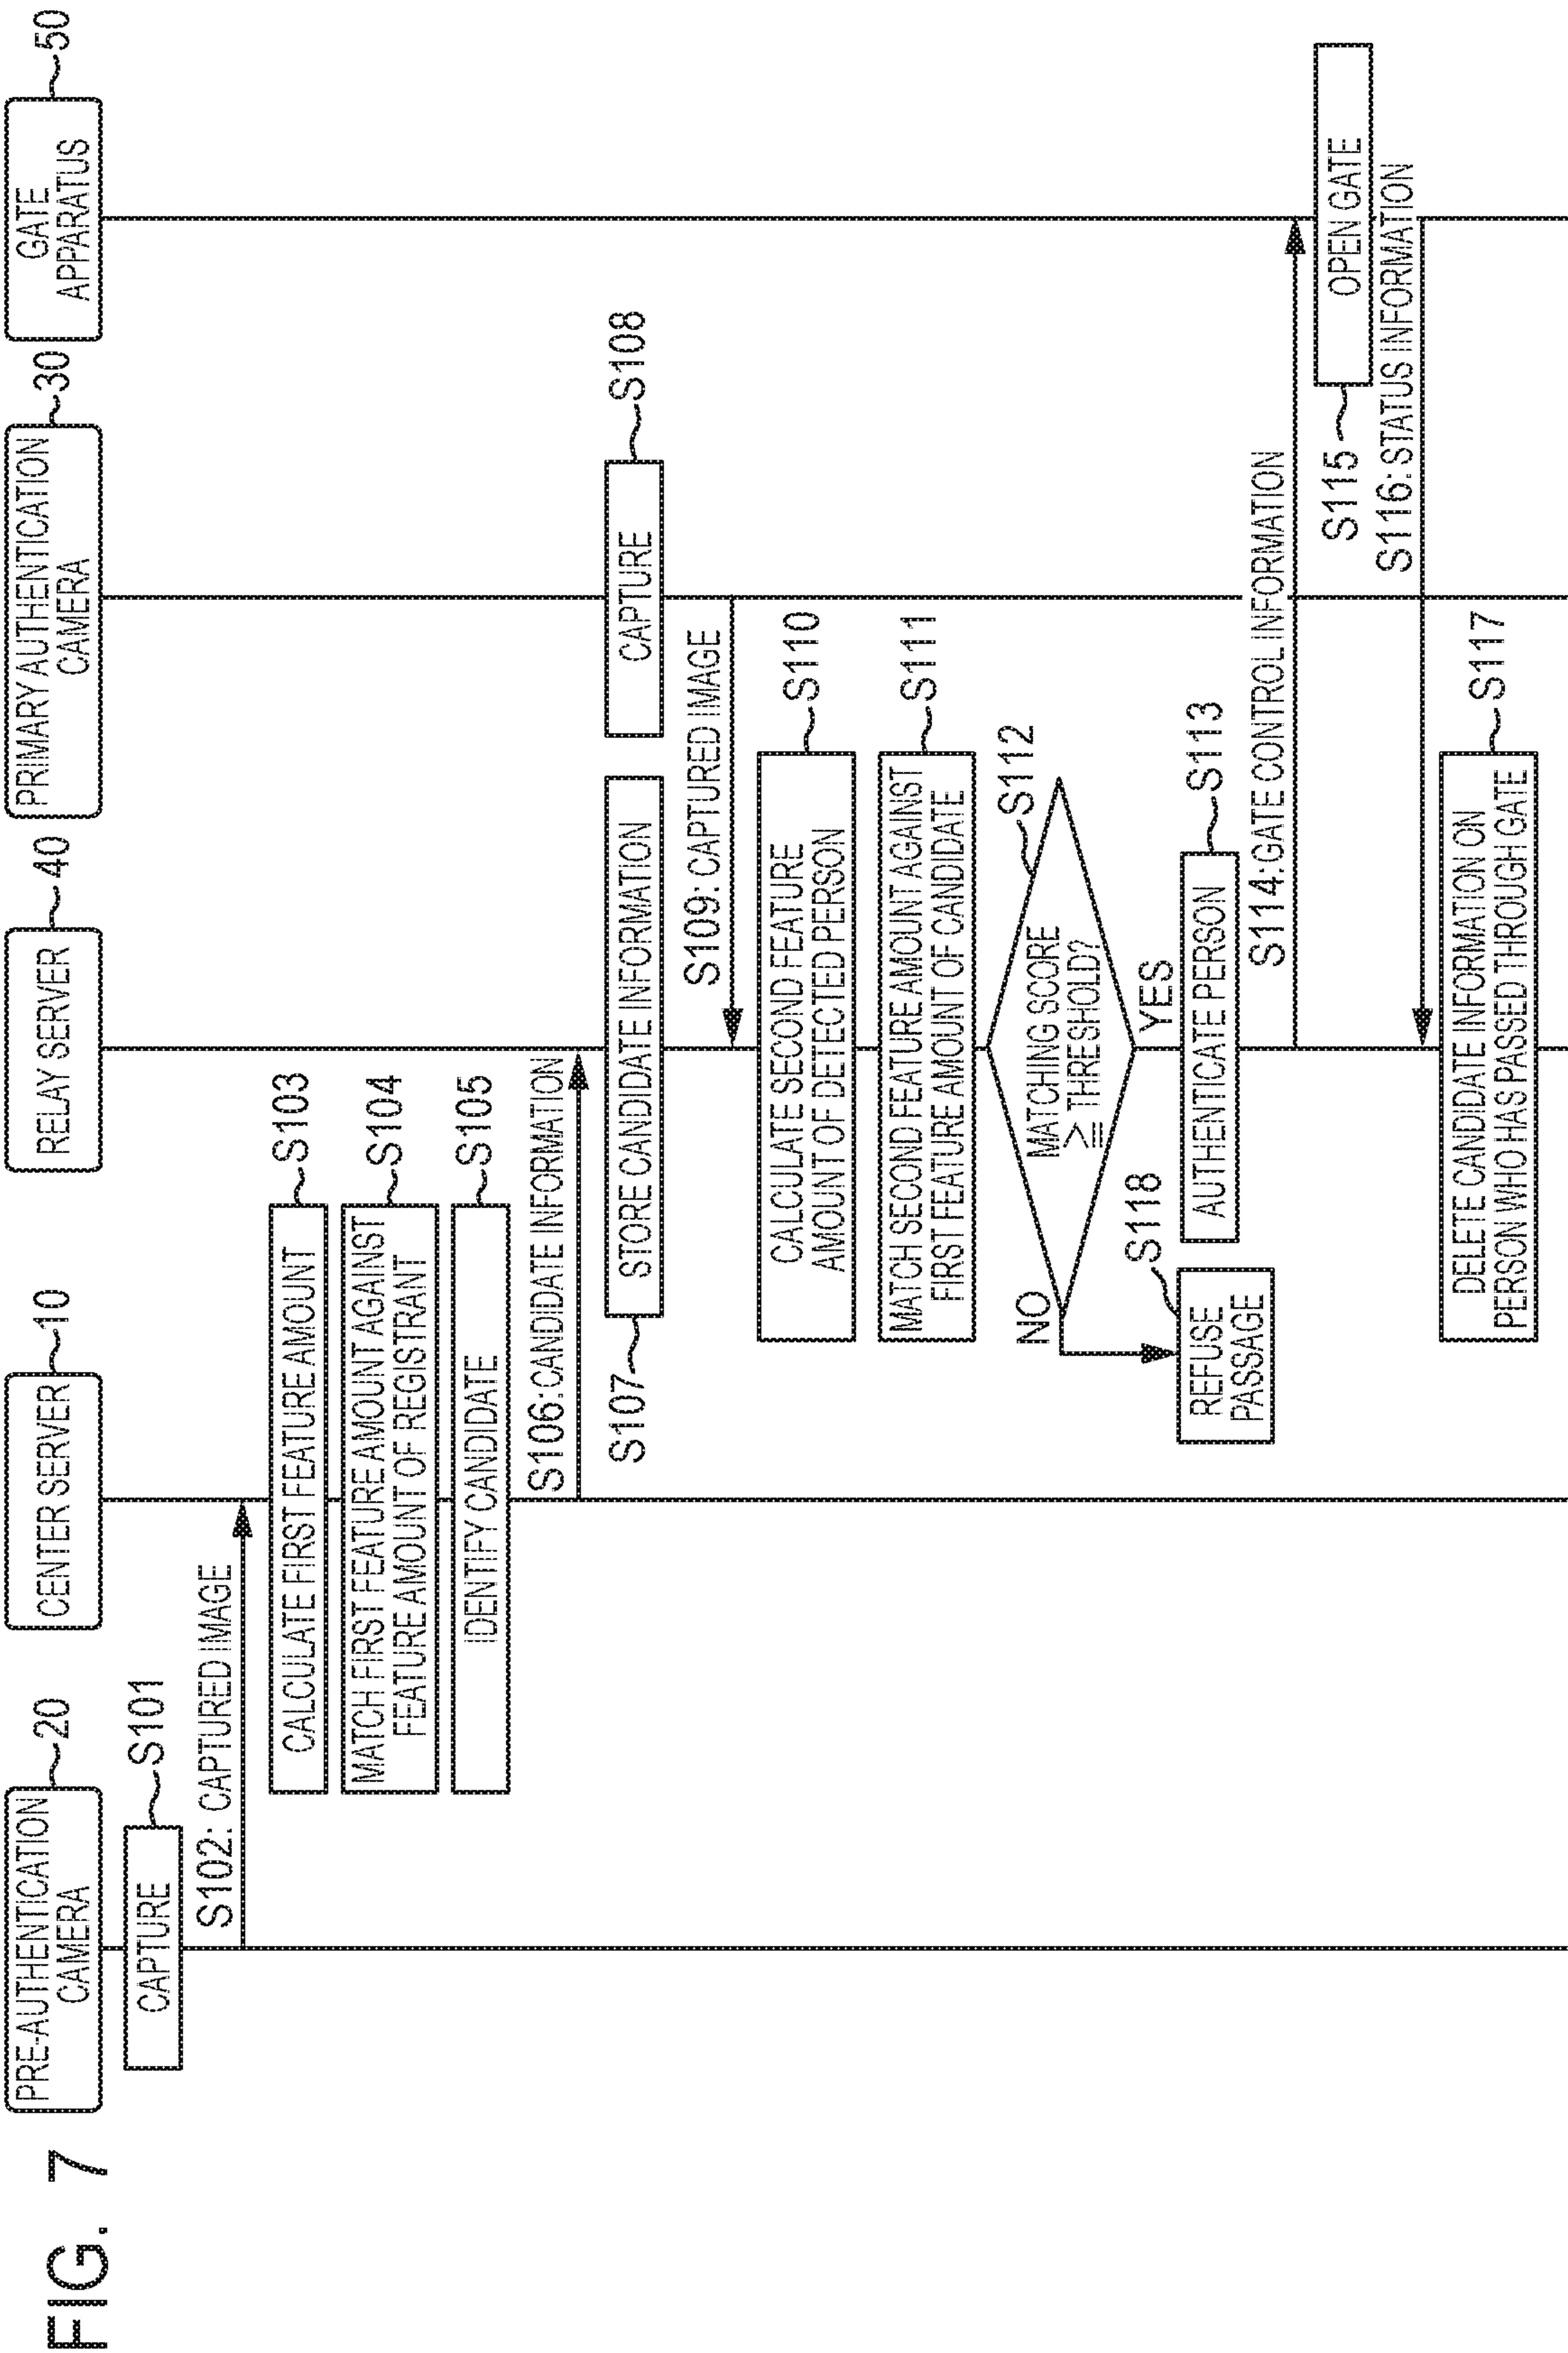 FIG. 7
PRE-AUTHENTICATION
CAMERA
20
CENTER SERVER
10
RELAY SERVER
40
PRIMARY AUTHENTICATION
CAMERA
30
GATE
APPARATUS
50
CAPTURE
S101
S102: CAPTURED IMAGE
CALCULATE FIRST FEATURE AMOUNT
S103
MATCH FIRST FEATURE AMOUNT AGAINST
FEATURE AMOUNT OF REGISTRANT
S104
IDENTIFY CANDIDATE
S105
S106: CANDIDATE INFORMATION
S107
STORE CANDIDATE INFORMATION
CAPTURE
S108
S109: CAPTURED IMAGE
CALCULATE SECOND FEATURE
AMOUNT OF DETECTED PERSON
S110
MATCH SECOND FEATURE AMOUNT AGAINST
FIRST FEATURE AMOUNT OF CANDIDATE
S111
MATCHING SCORE
≧ THRESHOLD?
S112
NO
YES
REFUSE
PASSAGE
S118
AUTHENTICATE PERSON
S113
S114: GATE CONTROL INFORMATION
S115
OPEN GATE
S116: STATUS INFORMATION
DELETE CANDIDATE INFORMATION ON
PERSON WHO HAS PASSED THROUGH GATE
S117